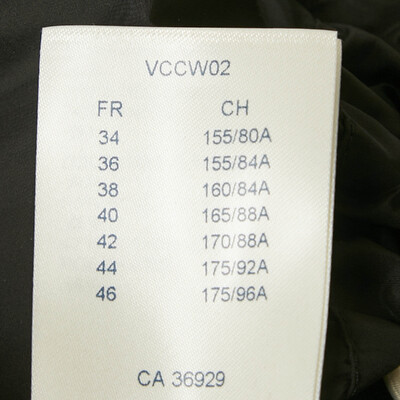 VCCW02
FR CH
34 155/80A
36 155/84A
38 160/84A
40 165/88A
42 170/88A
44 175/92A
46 175/96A
CA 36929